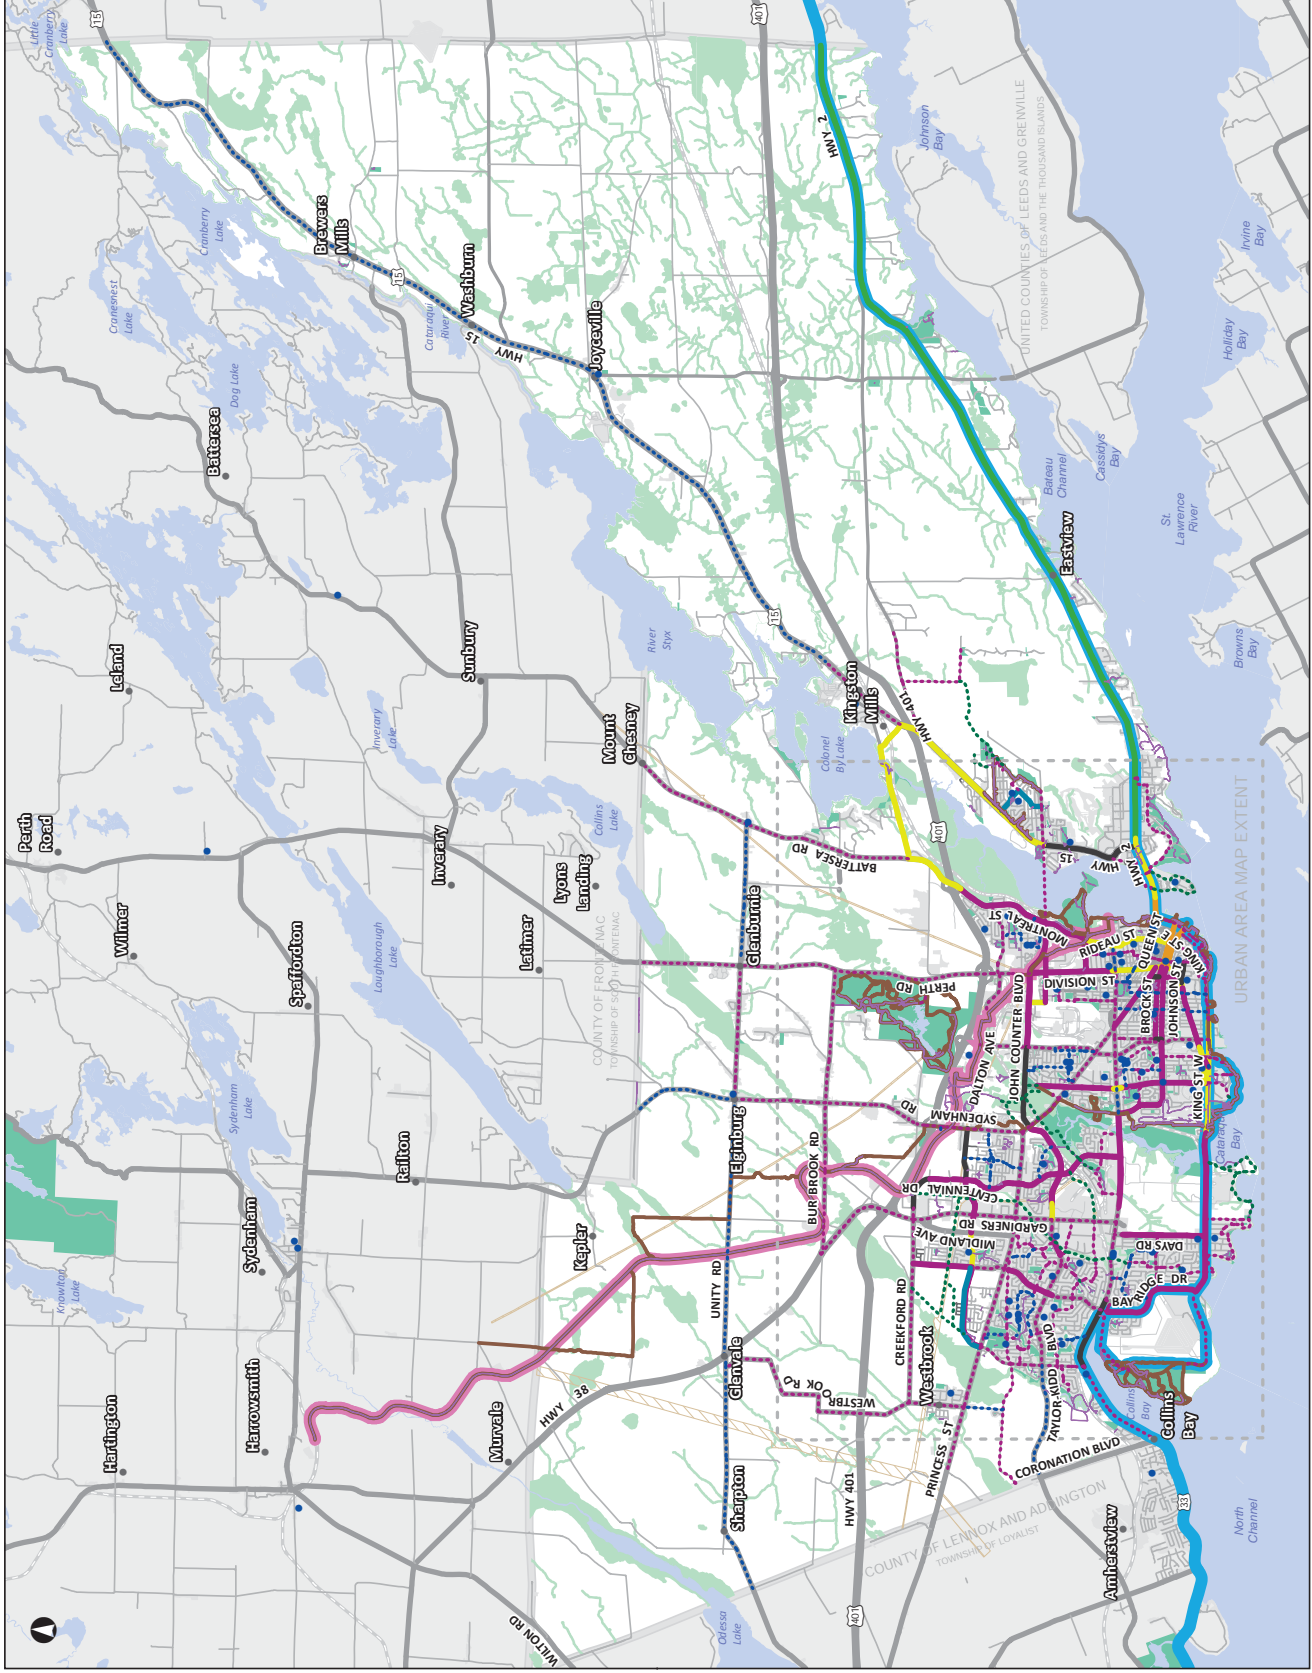 Little
Cranberry
Lake
15
401
Perth
Road
Leland
Wilmer
Hartington
Cranesnest
Lake
Cranberry
Lake
Brewers
Mills
Johnson
Bay
HWY 2
Battersea
Dog Lake
Knowlton
Lake
Sydenham
Sydenham
Lake
Harrowsmith
Spaffordton
Loughborough
Lake
Inverary
Lake
Sunbury
15
Washburn
Cataraqui
River
HWY 15
Joyceville
UNITED COUNTIES OF LEEDS AND GRENVILLE
TOWNSHIP OF LEEDS AND THE THOUSAND ISLANDS
Irvine
Bay
Holliday
Bay
Railton
Inverary
Latimer
Lyons
Landing
Collins
Lake
Mount
Chesney
River
Styx
COUNTY OF FRONTENAC
TOWNSHIP OF SOUTH FRONTENAC
Murvale
Kepler
HWY 38
WILTON RD
15
Bateau
Channel
Cassidys
Bay
St.
Lawrence
River
Eastview
Browns
Bay
Kingston
Mills
Colonel
By Lake
HWY 401
401
BATTERSEA RD
Glenburnie
Elginburg
UNITY RD
Glenvale
Sharpton
Odessa
Lake
BUR BROOK RD
PERTH RD
SYDENHAM RD
WESTBROOK RD
HWY 401
401
CREEKFORD RD
Westbrook
PRINCESS ST
CENTENNIAL DR
MIDLAND AVE
GARDINERS RD
DALTON AVE
JOHN COUNTER BLVD
DIVISION ST
MONTREAL ST
RIDEAU ST
QUEEN ST
KING ST E
BROCK ST
JOHNSON ST
KING ST W
HWY 15
HWY 2
DAYS RD
BAYRIDGE DR
TAYLOR-KIDD BLVD
CORONATION BLVD
Cataraqui
Bay
Collins
Bay
Collins
Bay
COUNTY OF LENNOX AND ADDINGTON
TOWNSHIP OF LOYALIST
Amherstview
33
North
Channel
URBAN AREA MAP EXTENT